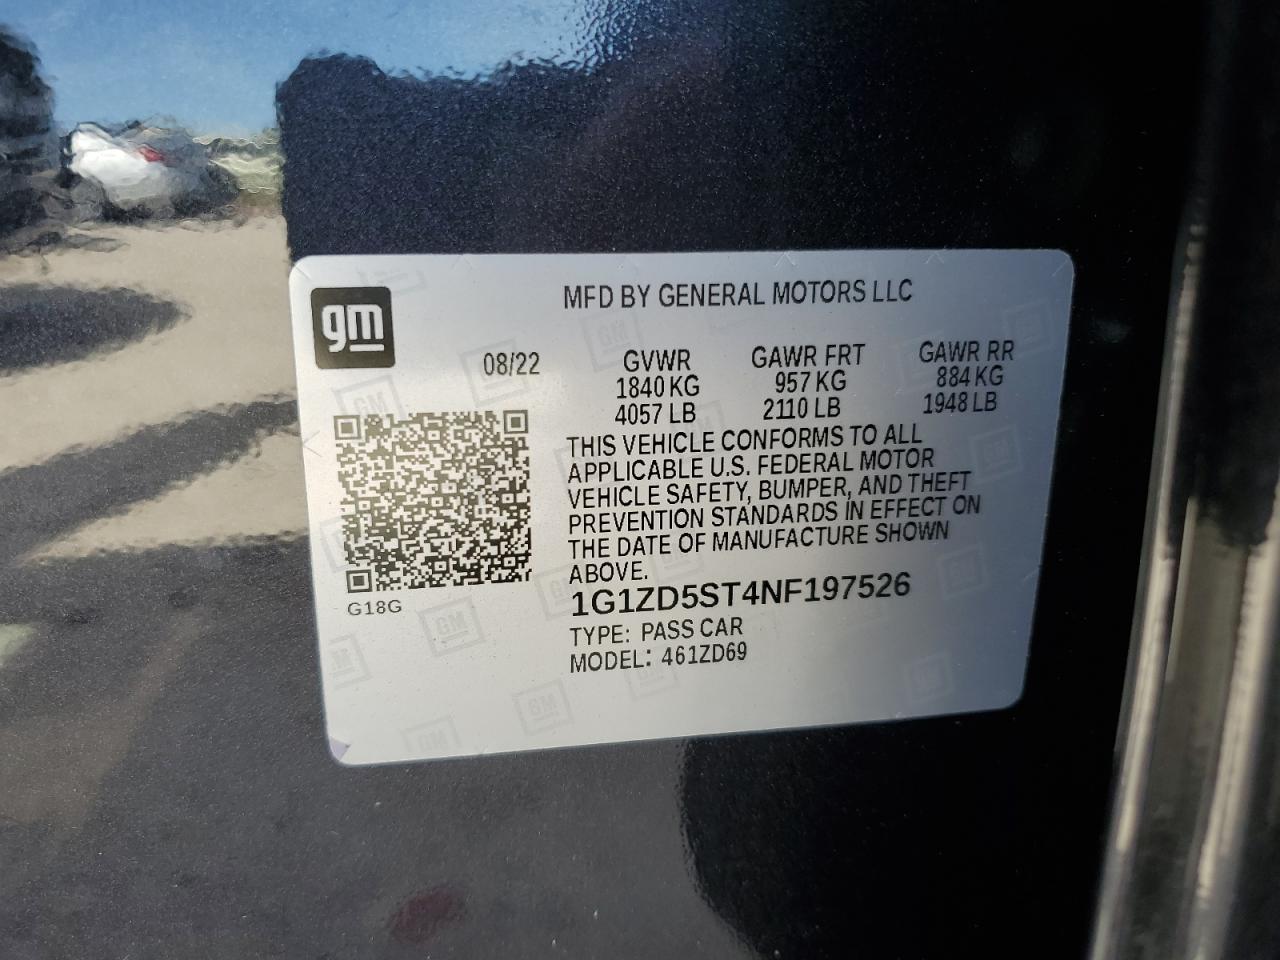 gm
MFD BY GENERAL MOTORS LLC
08/22
GVWR GAWR FRT GAWR RR
1840 KG 957 KG 884 KG
4057 LB 2110 LB 1948 LB
THIS VEHICLE CONFORMS TO ALL
APPLICABLE U.S. FEDERAL MOTOR
VEHICLE SAFETY, BUMPER, AND THEFT
PREVENTION STANDARDS IN EFFECT ON
THE DATE OF MANUFACTURE SHOWN
ABOVE.
1G1ZD5ST4NF197526
TYPE: PASS CAR
MODEL: 461ZD69
G18G